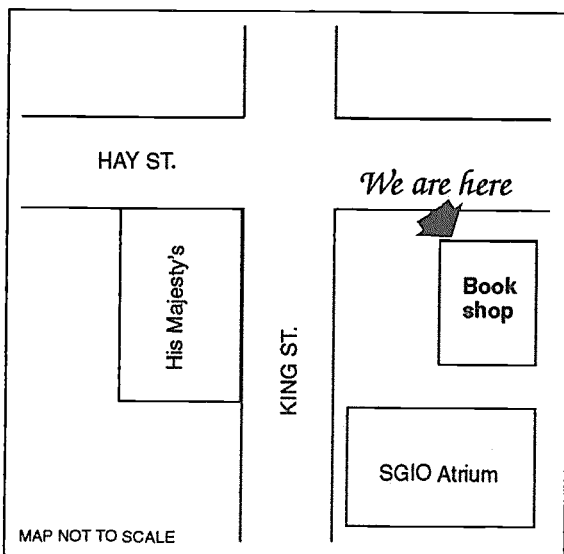 HAY ST.
We are here
His Majesty's
KING ST.
Book
shop
SGIO Atrium
MAP NOT TO SCALE